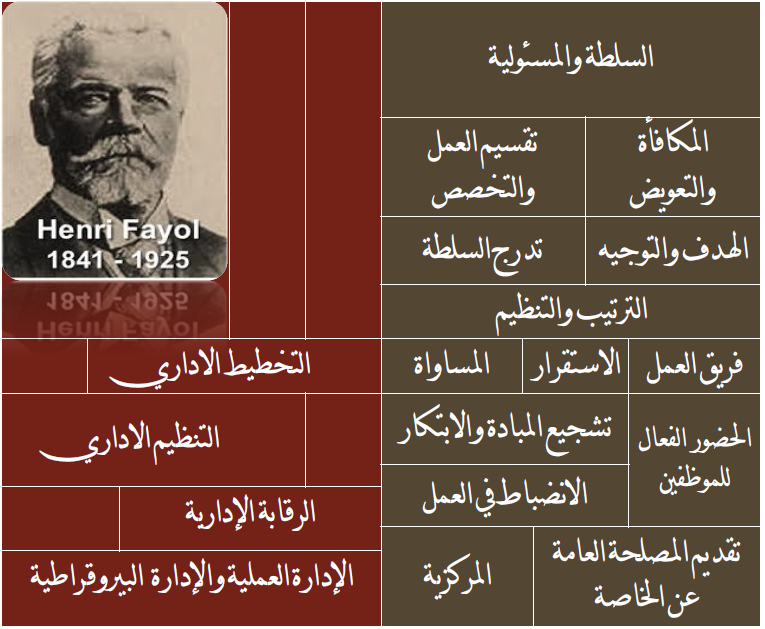 السلطة والمسئولية
المكافأة
والتعويض
تقسيم العمل
والتخصص
الهدف والتوجيه
تدرج السلطة
الترتيب والتنظيم
فريق العمل
الاستقرار
المساواة
الحضور الفعال
للموظفين
تشجيع المبادة والابتكار
الانضباط في العمل
تقديم المصلحة العامة
عن الخاصة
المركزية
Henri Fayol
1841 - 1925
التخطيط الاداري
التنظيم الاداري
الرقابة الإدارية
الإدارة العملية والإدارة البيروقراطية